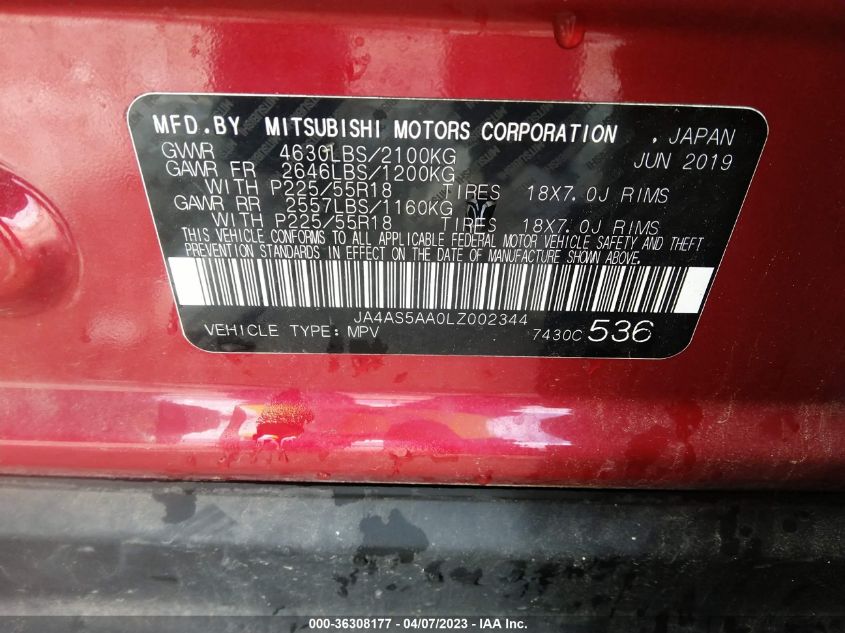 MFD.BY MITSUBISHI MOTORS CORPORATION , JAPAN
GVWR 4630LBS/2100KG JUN 2019
GAWR FR 2646LBS/1200KG
WITH P225/55R18 TIRES 18X7.0J RIMS
GAWR RR 2557LBS/1160KG
WITH P225/55R18 TIRES 18X7.0J RIMS
THIS VEHICLE CONFORMS TO ALL APPLICABLE FEDERAL MOTOR VEHICLE SAFETY AND THEFT
PREVENTION STANDARDS IN EFFECT ON THE DATE OF MANUFACTURE SHOWN ABOVE.
JA4AS5AA0LZ002344
VEHICLE TYPE:MPV 7430C 536
000-36308177 - 04/07/2023 - © IAA Inc.